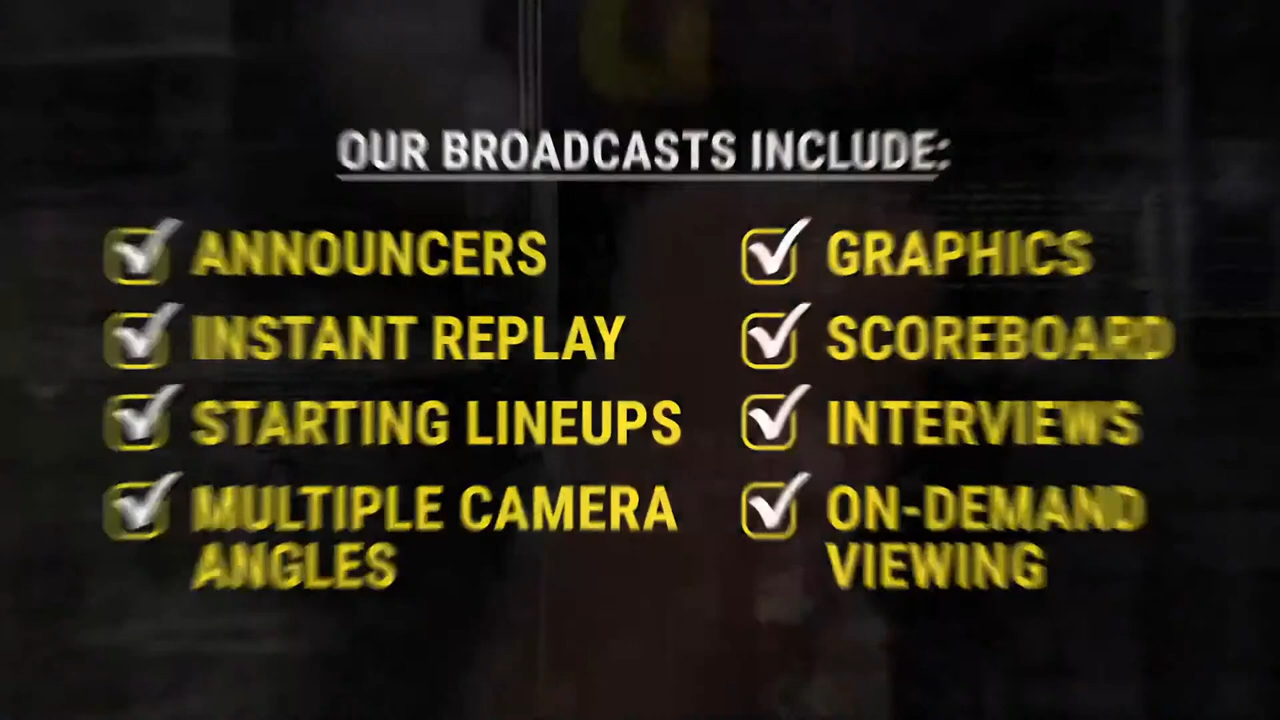 OUR BROADCASTS INCLUDE:
ANNOUNCERS
INSTANT REPLAY
STARTING LINEUPS
MULTIPLE CAMERA
ANGLES
GRAPHICS
SCOREBOARD
INTERVIEWS
ON-DEMAND
VIEWING